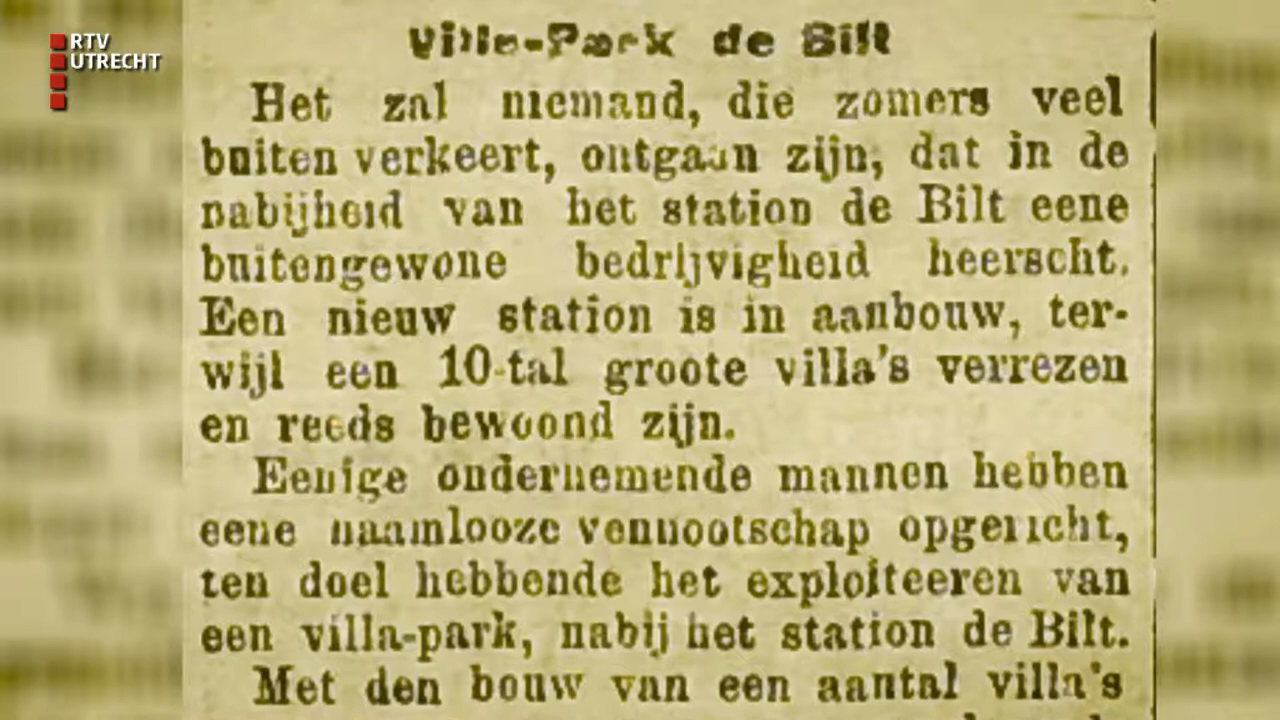 RTV
UTRECHT
Villa-Park de Bilt
Het zal niemand, die zomers veel
buiten verkeert, ontgaan zijn, dat in de
nabijheid van het station de Bilt eene
buitengewone bedrijvigheid heerscht.
Een nieuw station is in aanbouw, ter-
wijl een 10-tal groote villa's verrezen
en reeds bewoond zijn.
Eenige ondernemende mannen hebben
eene naamlooze vennootschap opgericht,
ten doel hebbende het exploiteeren van
een villa-park, nabij het station de Bilt.
Met den bouw van een aantal villa's